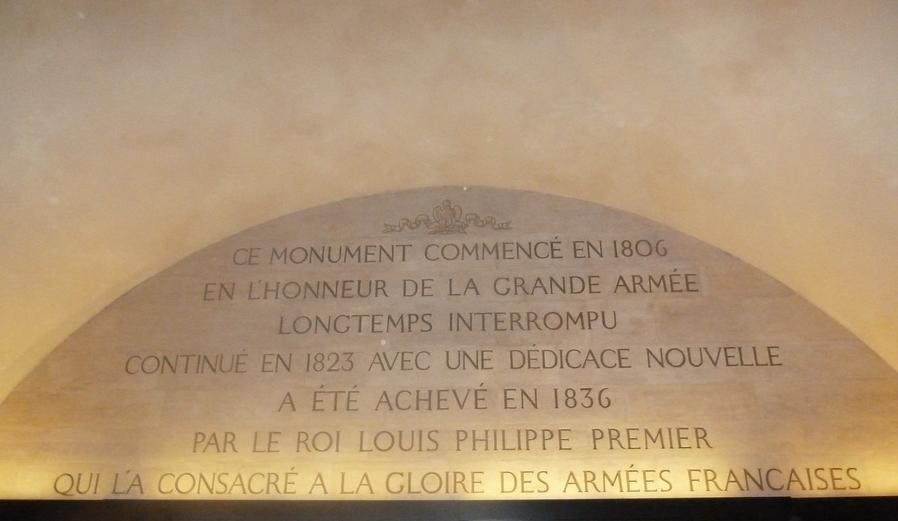 CE MONUMENT COMMENCÉ EN 1806
EN L'HONNEUR DE LA GRANDE ARMÉE
LONGTEMPS INTERROMPU
CONTINUÉ EN 1823 AVEC UNE DÉDICACE NOUVELLE
A ÉTÉ ACHEVÉ EN 1836
PAR LE ROI LOUIS PHILIPPE PREMIER
QUI L'A CONSACRÉ A LA GLOIRE DES ARMÉES FRANCAISES